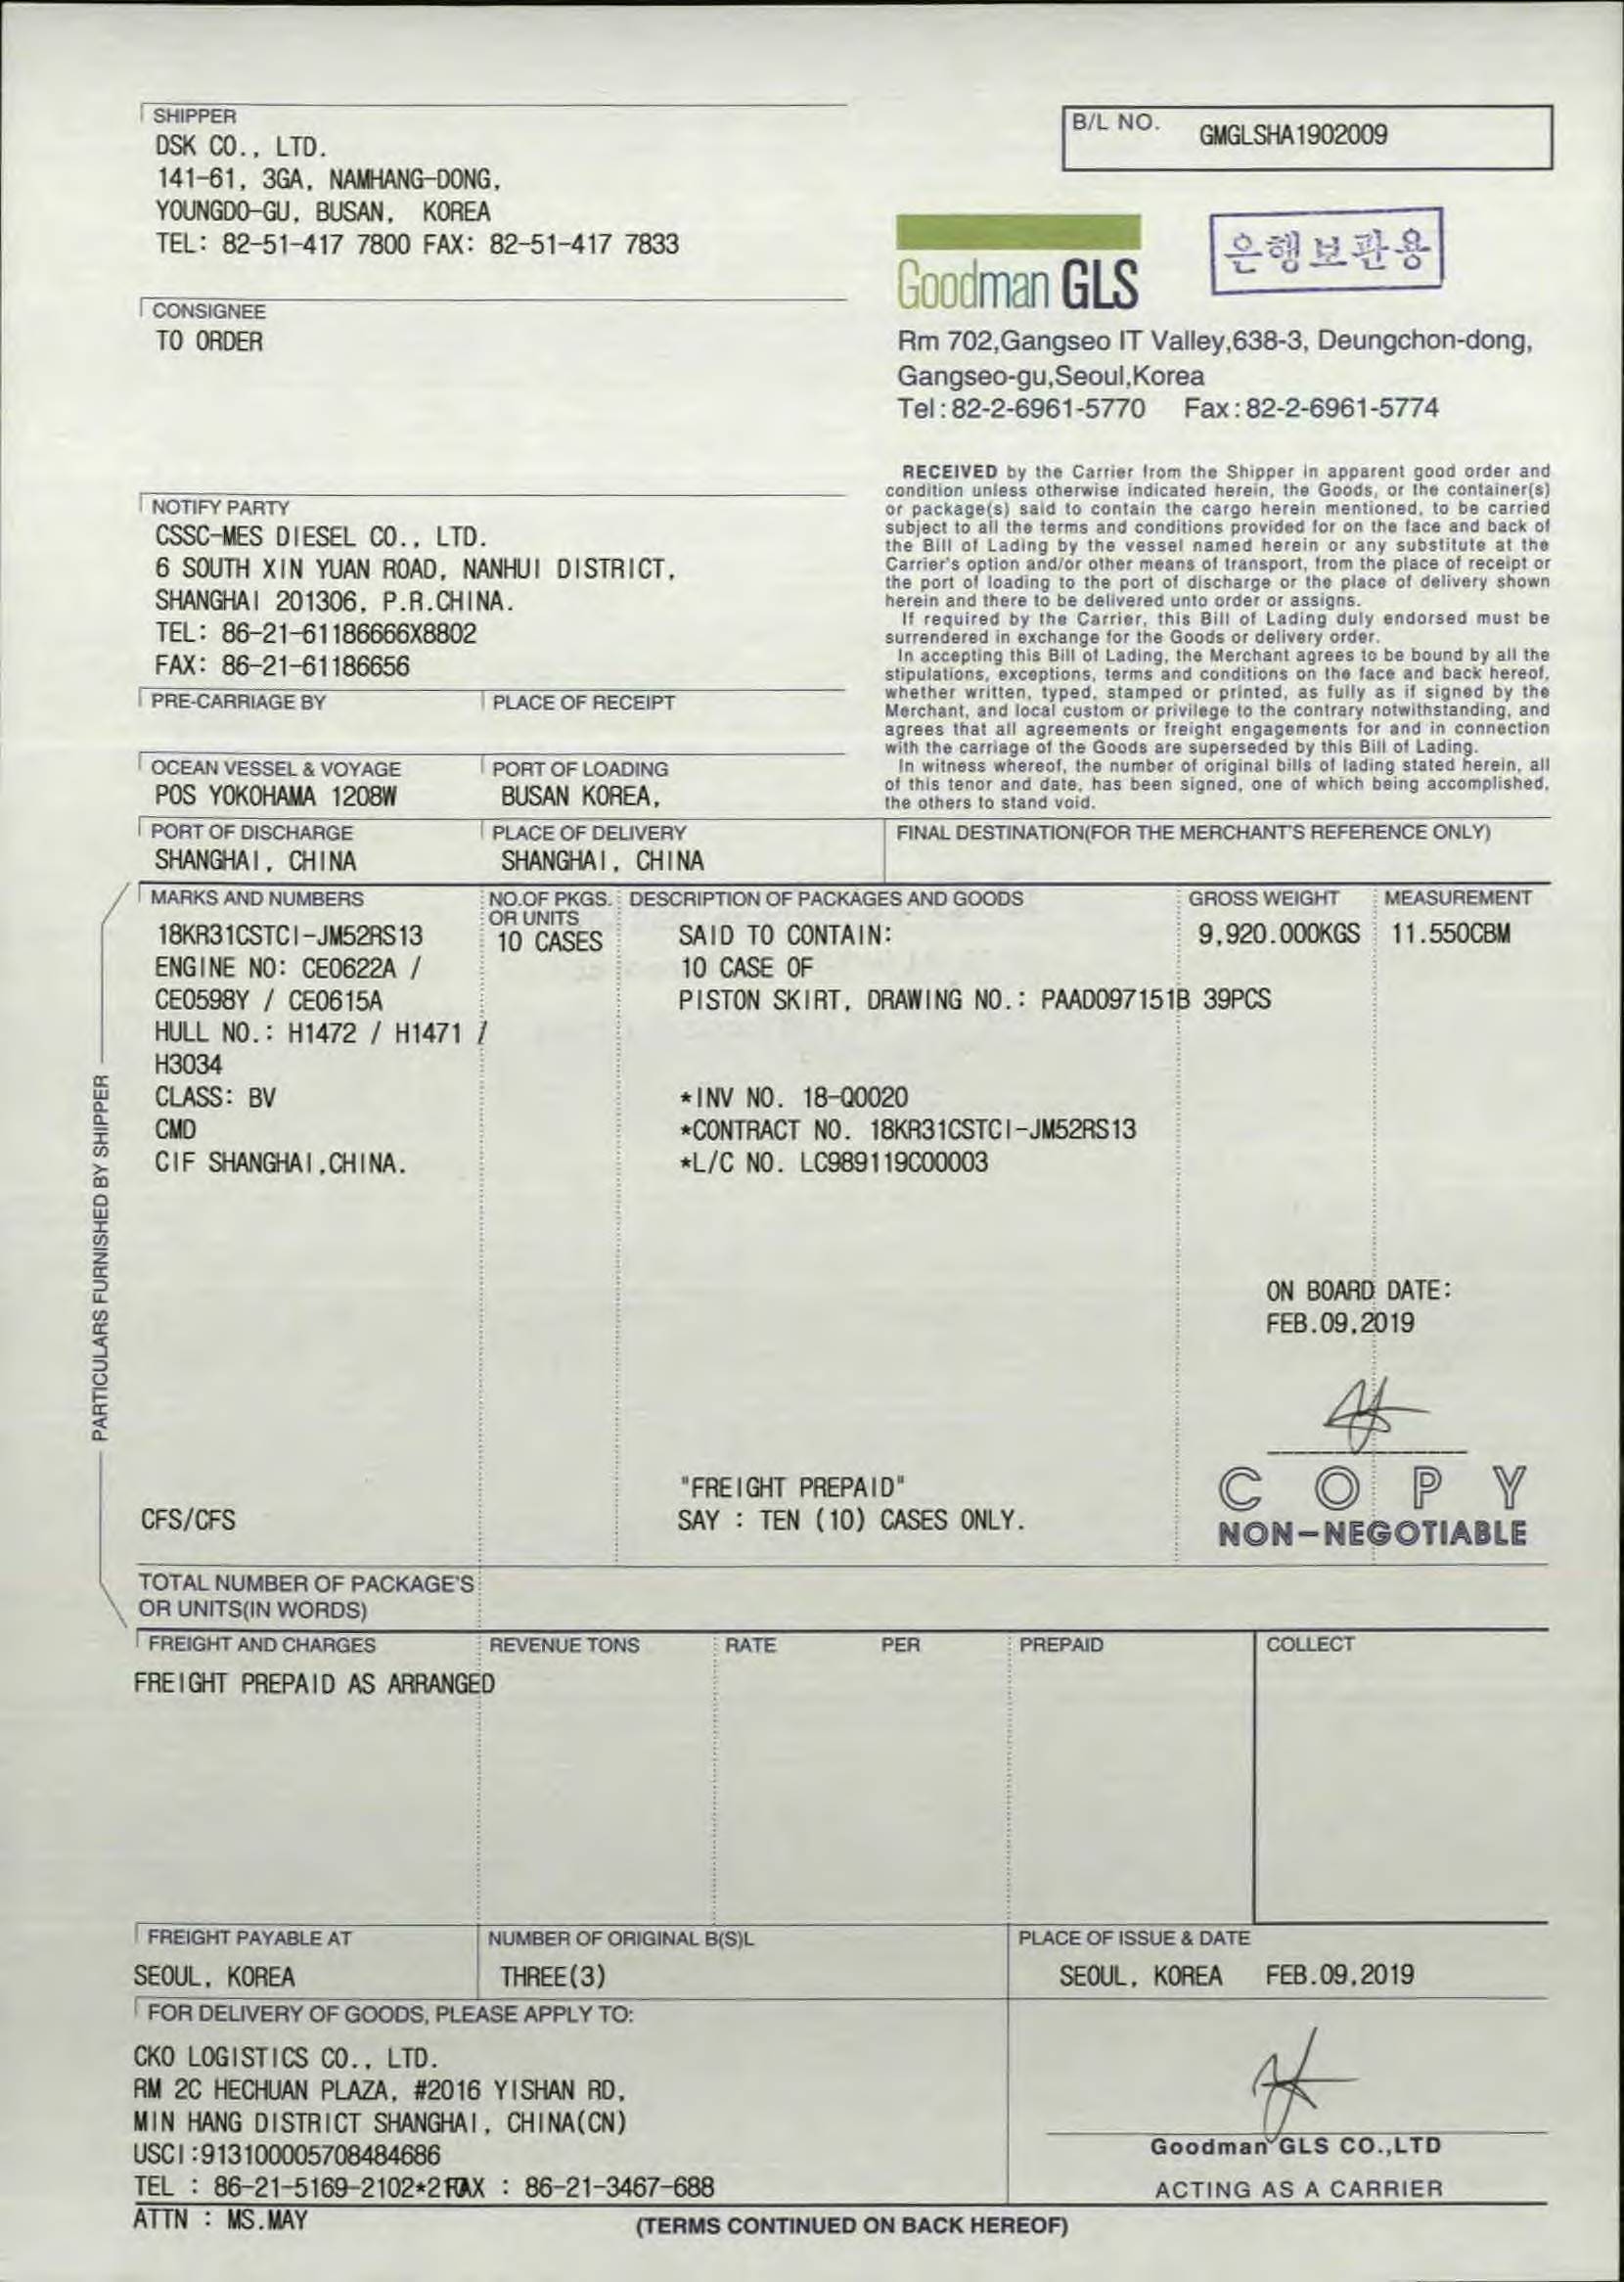 SHIPPER
DSK CO., LTD.
141-61, 3GA, NAMHANG-DONG,
YOUNGDO-GU, BUSAN, KOREA
TEL: 82-51-417 7800 FAX: 82-51-417 7833
B/L NO. GMGLSHA1902009
Goodman GLS
은행보관용
Rm 702,Gangseo IT Valley,638-3, Deungchon-dong,
Gangseo-gu,Seoul,Korea
Tel:82-2-6961-5770 Fax:82-2-6961-5774
CONSIGNEE
TO ORDER
RECEIVED by the Carrier from the Shipper in apparent good order and
condition unless otherwise indicated herein, the Goods, or the container(s)
or package(s) said to contain the cargo herein mentioned, to be carried
subject to all the terms and conditions provided for on the face and back of
the Bill of Lading by the vessel named herein or any substitute at the
Carrier's option and/or other means of transport, from the place of receipt or
the port of loading to the port of discharge or the place of delivery shown
herein and there to be delivered unto order or assigns.
If required by the Carrier, this Bill of Lading duly endorsed must be
surrendered in exchange for the Goods or delivery order.
In accepting this Bill of Lading, the Merchant agrees to be bound by all the
stipulations, exceptions, terms and conditions on the face and back hereof,
whether written, typed, stamped or printed, as fully as if signed by the
Merchant, and local custom or privilege to the contrary notwithstanding, and
agrees that all agreements or freight engagements for and in connection
with the carriage of the Goods are superseded by this Bill of Lading.
In witness whereof, the number of original bills of lading stated herein, all
of this tenor and date, has been signed, one of which being accomplished,
the others to stand void.
NOTIFY PARTY
CSSC-MES DIESEL CO., LTD.
6 SOUTH XIN YUAN ROAD, NANHUI DISTRICT,
SHANGHAI 201306, P.R.CHINA.
TEL: 86-21-61186666X8802
FAX: 86-21-61186656
PRE-CARRIAGE BY PLACE OF RECEIPT
OCEAN VESSEL & VOYAGE PORT OF LOADING
POS YOKOHAMA 1208W BUSAN KOREA,
PORT OF DISCHARGE PLACE OF DELIVERY FINAL DESTINATION(FOR THE MERCHANT'S REFERENCE ONLY)
SHANGHAI, CHINA SHANGHAI, CHINA
PARTICULARS FURNISHED BY SHIPPER
MARKS AND NUMBERS NO.OF PKGS. DESCRIPTION OF PACKAGES AND GOODS GROSS WEIGHT MEASUREMENT
OR UNITS
18KR31CSTCI-JM52RS13 10 CASES SAID TO CONTAIN: 9,920.000KGS 11.550CBM
ENGINE NO: CE0622A / 10 CASE OF
CE0598Y / CE0615A PISTON SKIRT, DRAWING NO.: PAAD097151B 39PCS
HULL NO.: H1472 / H1471 /
H3034
CLASS: BV *INV NO. 18-Q0020
CMD *CONTRACT NO. 18KR31CSTCI-JM52RS13
CIF SHANGHAI,CHINA. *L/C NO. LC989119C00003
ON BOARD DATE:
FEB.09,2019
"FREIGHT PREPAID"
CFS/CFS SAY : TEN (10) CASES ONLY.
COPY
NON-NEGOTIABLE
TOTAL NUMBER OF PACKAGE'S
OR UNITS(IN WORDS)
FREIGHT AND CHARGES REVENUE TONS RATE PER PREPAID COLLECT
FREIGHT PREPAID AS ARRANGED
FREIGHT PAYABLE AT NUMBER OF ORIGINAL B(S)L PLACE OF ISSUE & DATE
SEOUL, KOREA THREE(3) SEOUL, KOREA FEB.09,2019
FOR DELIVERY OF GOODS, PLEASE APPLY TO:
CKO LOGISTICS CO., LTD.
RM 2C HECHUAN PLAZA, #2016 YISHAN RD,
MIN HANG DISTRICT SHANGHAI, CHINA(CN)
USCI:913100005708484686
TEL : 86-21-5169-2102*2 FAX : 86-21-3467-688
ATTN : MS.MAY
Goodman GLS CO.,LTD
ACTING AS A CARRIER
(TERMS CONTINUED ON BACK HEREOF)